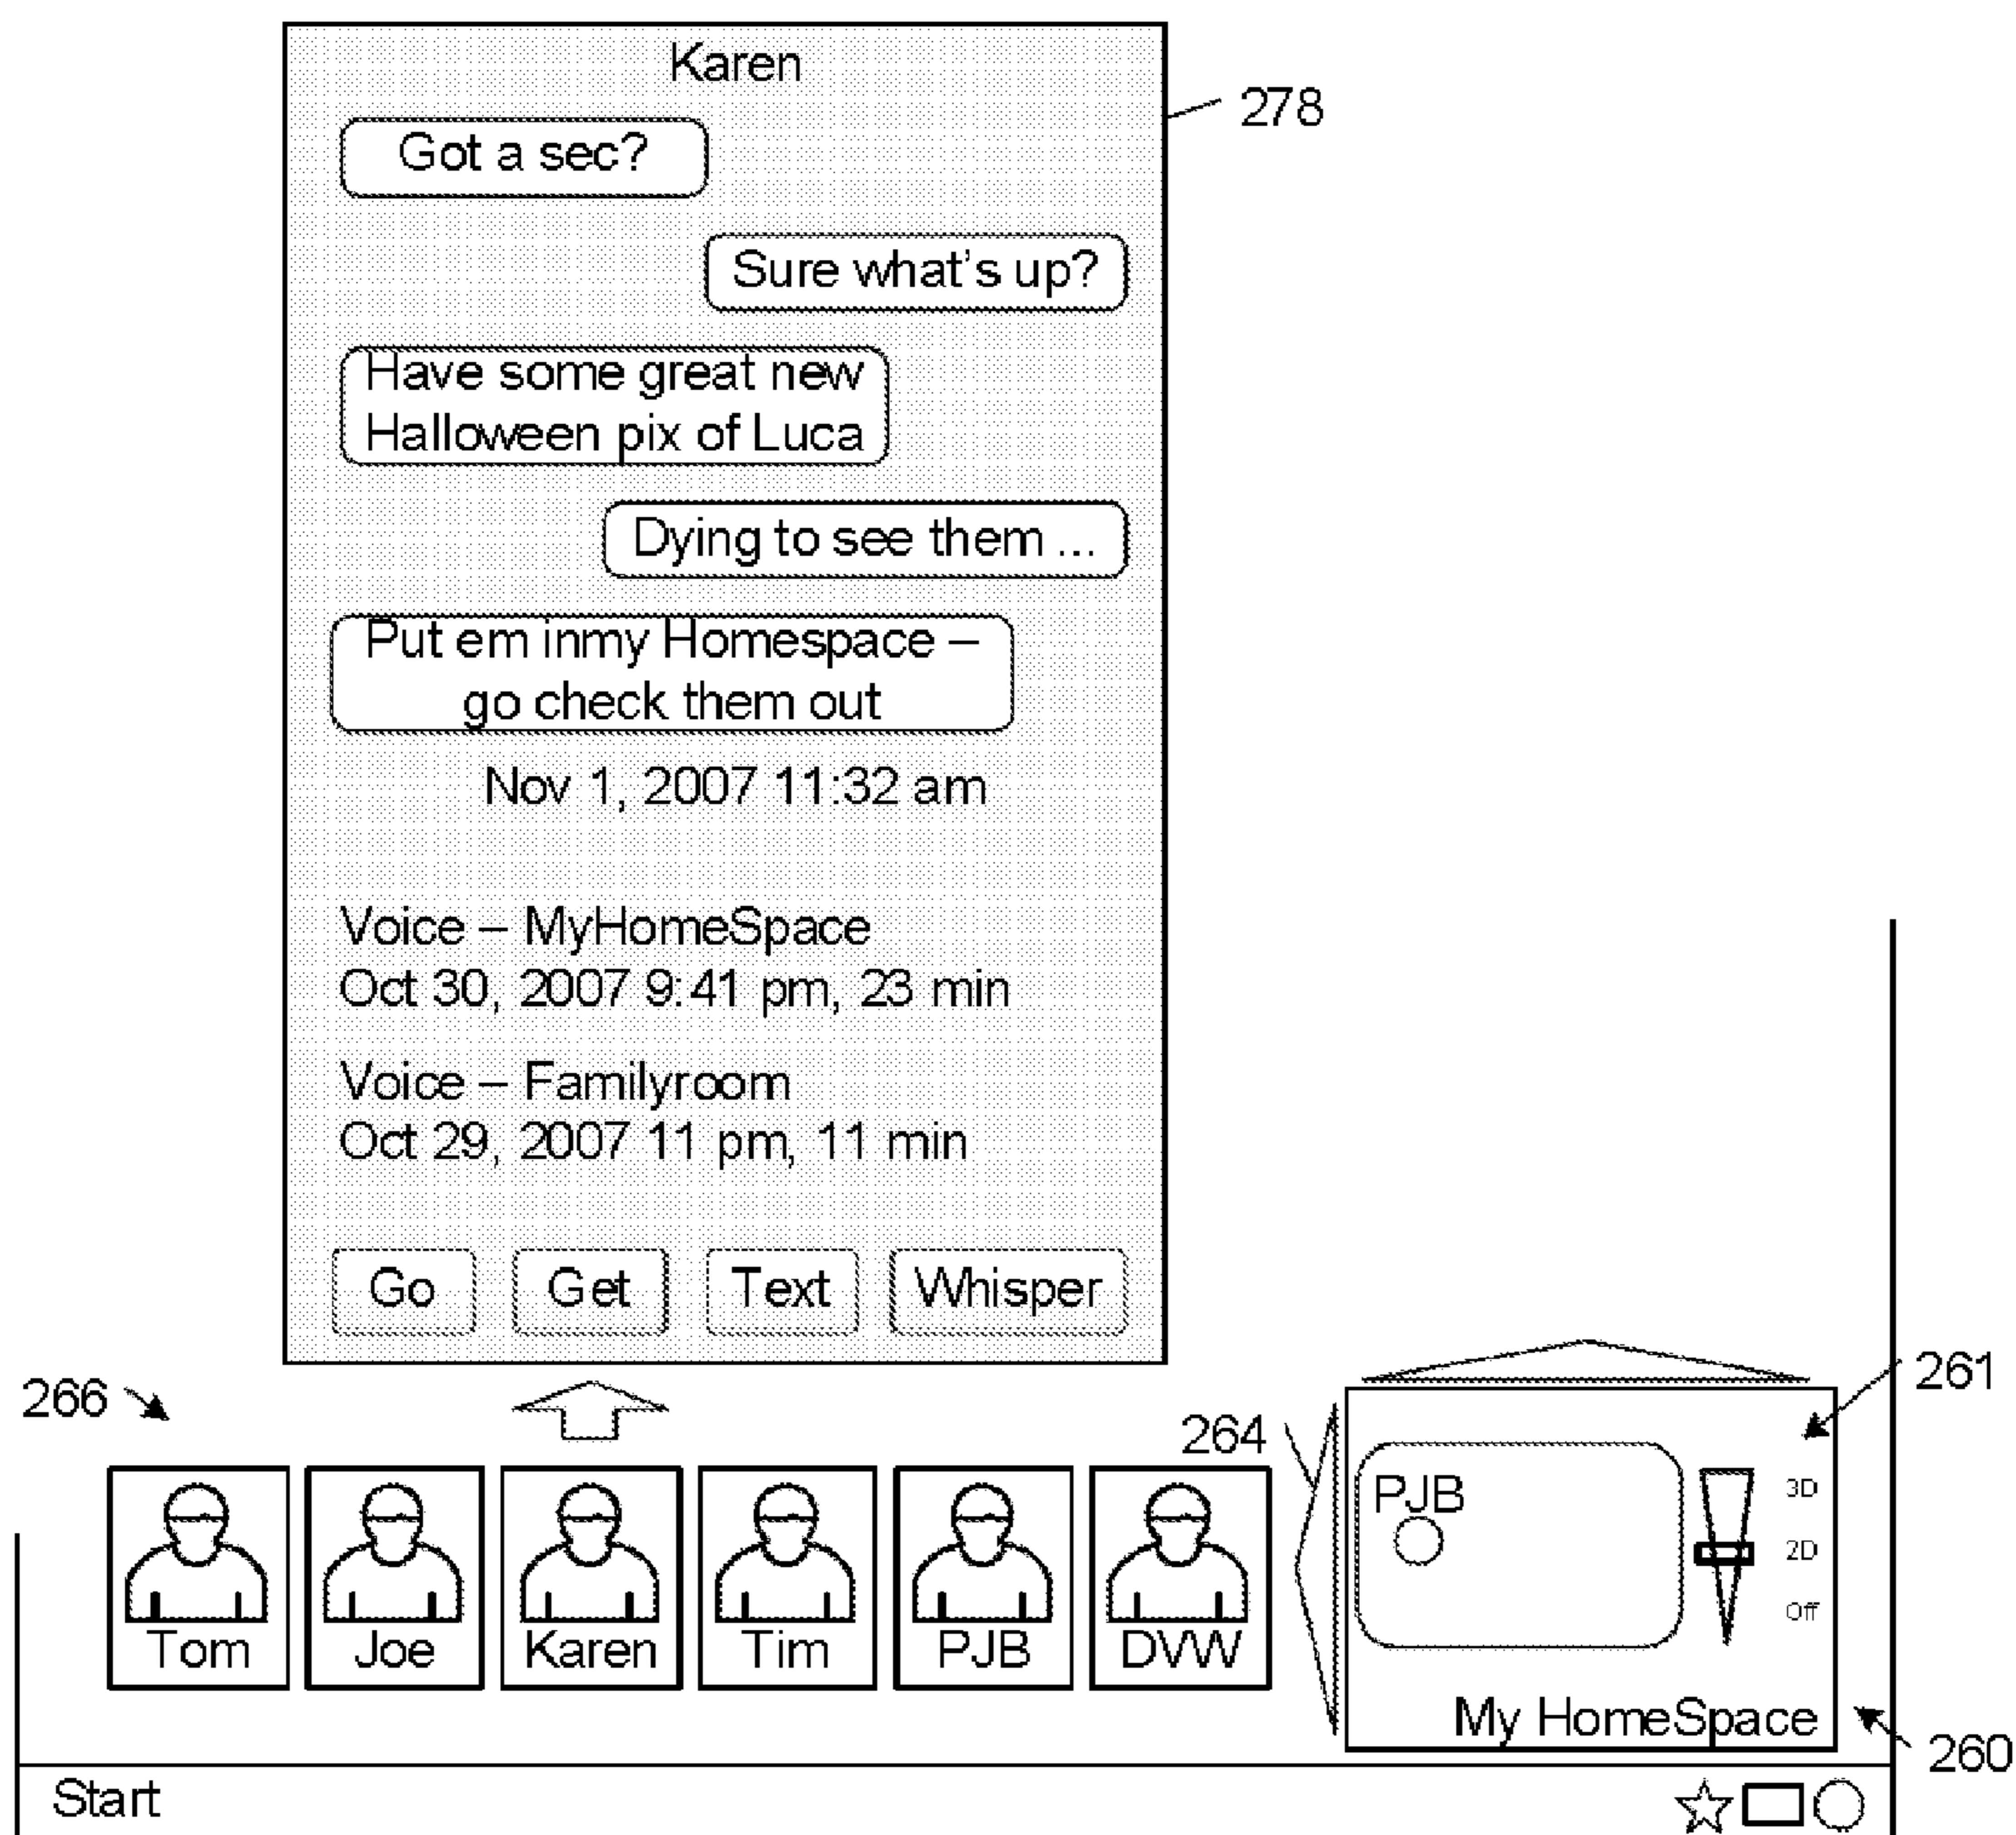 Karen
278
Got a sec?
Sure what's up?
Have some great new
Halloween pix of Luca
Dying to see them ...
Put em inmy Homespace –
go check them out
Nov 1, 2007 11:32 am
Voice – MyHomeSpace
Oct 30, 2007 9:41 pm, 23 min
Voice – Familyroom
Oct 29, 2007 11 pm, 11 min
Go Get Text Whisper
266
261
264
PJB
3D
2D
Off
Tom Joe Karen Tim PJB DVW
My HomeSpace
260
Start